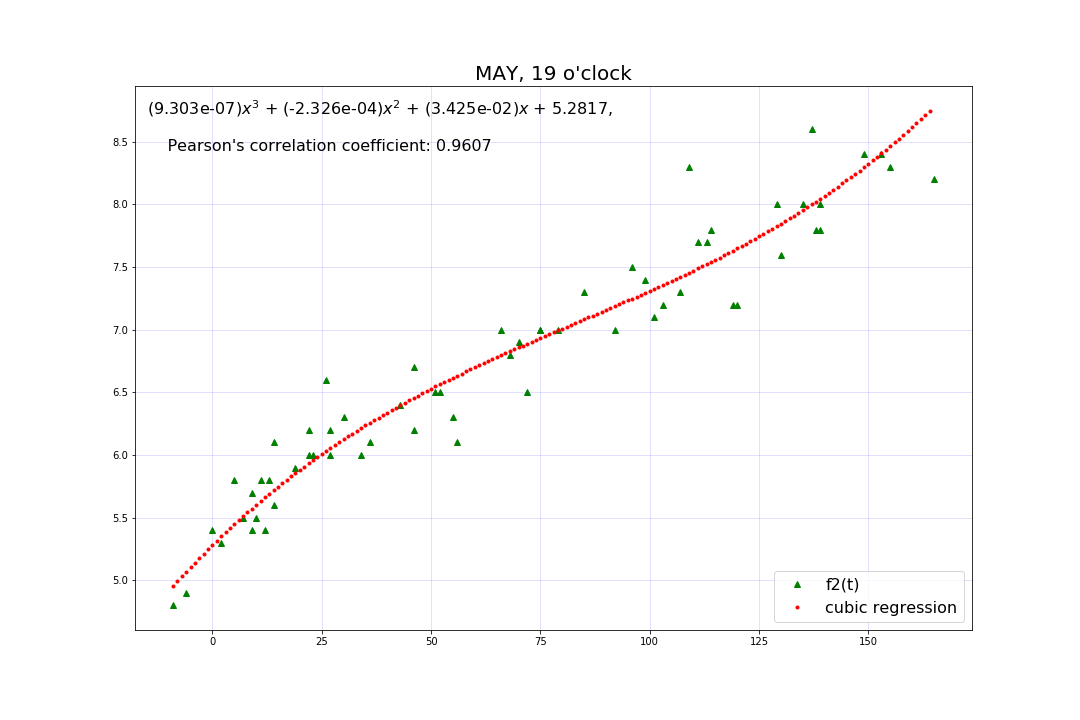 MAY, 19 o'clock
(9.303e-07)x³ + (-2.326e-04)x² + (3.425e-02)x + 5.2817,
Pearson's correlation coefficient: 0.9607
8.5
8.0
7.5
7.0
6.5
6.0
5.5
5.0
f2(t)
cubic regression
0 25 50 75 100 125 150